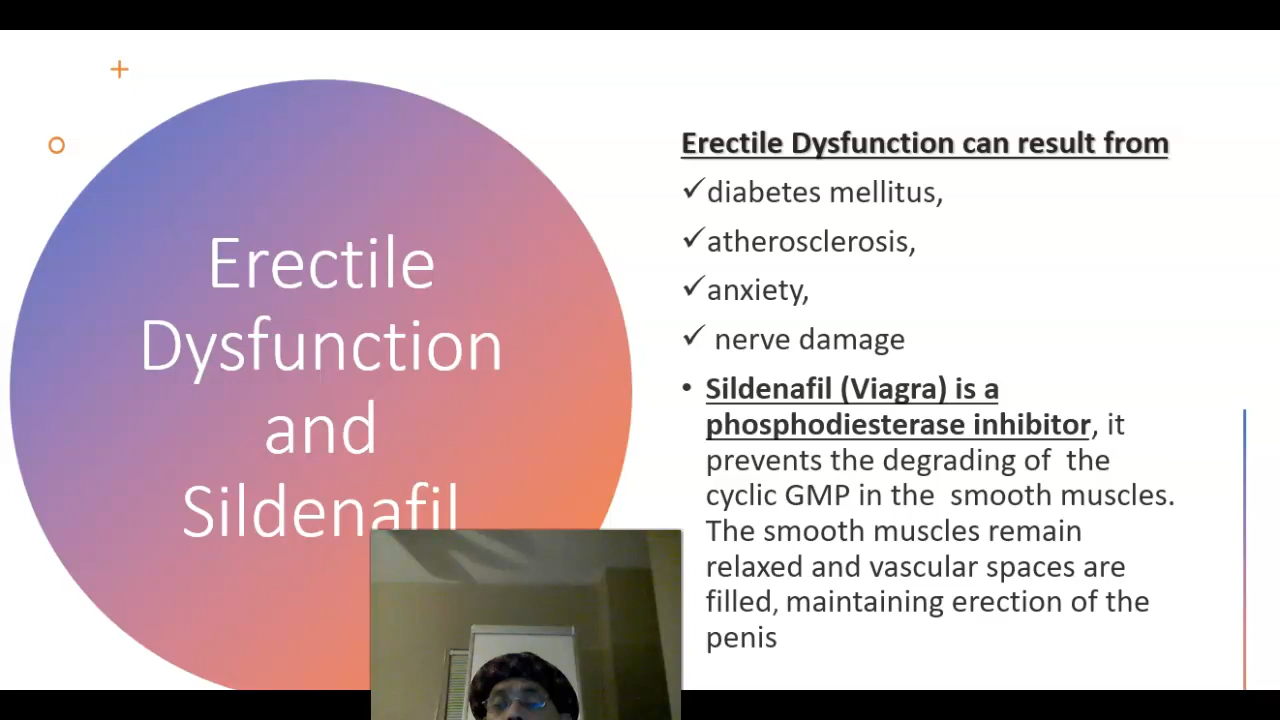 Erectile
Dysfunction
and
Sildenafil
Erectile Dysfunction can result from
✓diabetes mellitus,
✓atherosclerosis,
✓anxiety,
✓ nerve damage
• Sildenafil (Viagra) is a
phosphodiesterase inhibitor, it
prevents the degrading of the
cyclic GMP in the smooth muscles.
The smooth muscles remain
relaxed and vascular spaces are
filled, maintaining erection of the
penis